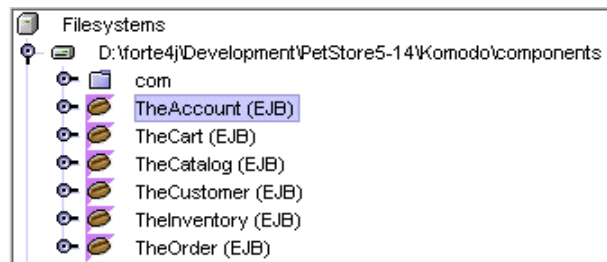 Filesystems
D:\forte4j\Development\PetStore5-14\Komodo\components
com
TheAccount (EJB)
TheCart (EJB)
TheCatalog (EJB)
TheCustomer (EJB)
TheInventory (EJB)
TheOrder (EJB)